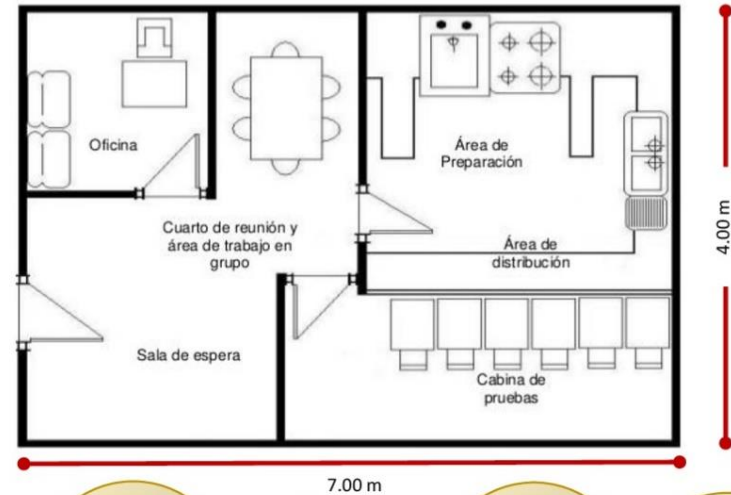 Oficina
Área de
Preparación
Cuarto de reunión y
área de trabajo en
grupo
Área de
distribución
4.00 m
Sala de espera
Cabina de
pruebas
7.00 m